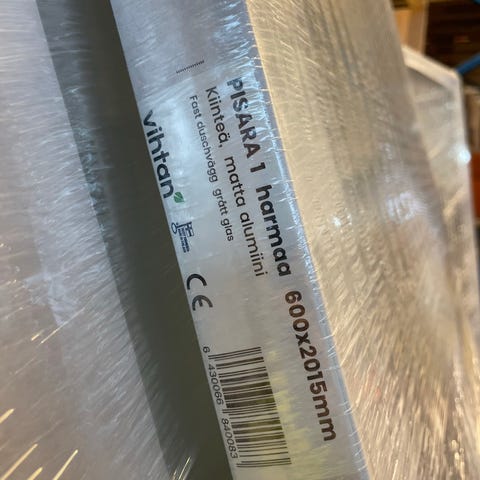 PISARA 1 harmaa 600x2015mm
Kiinteä, matta alumiini
Fast duschvägg grått glas
vihtan
CE
6 430066 840083